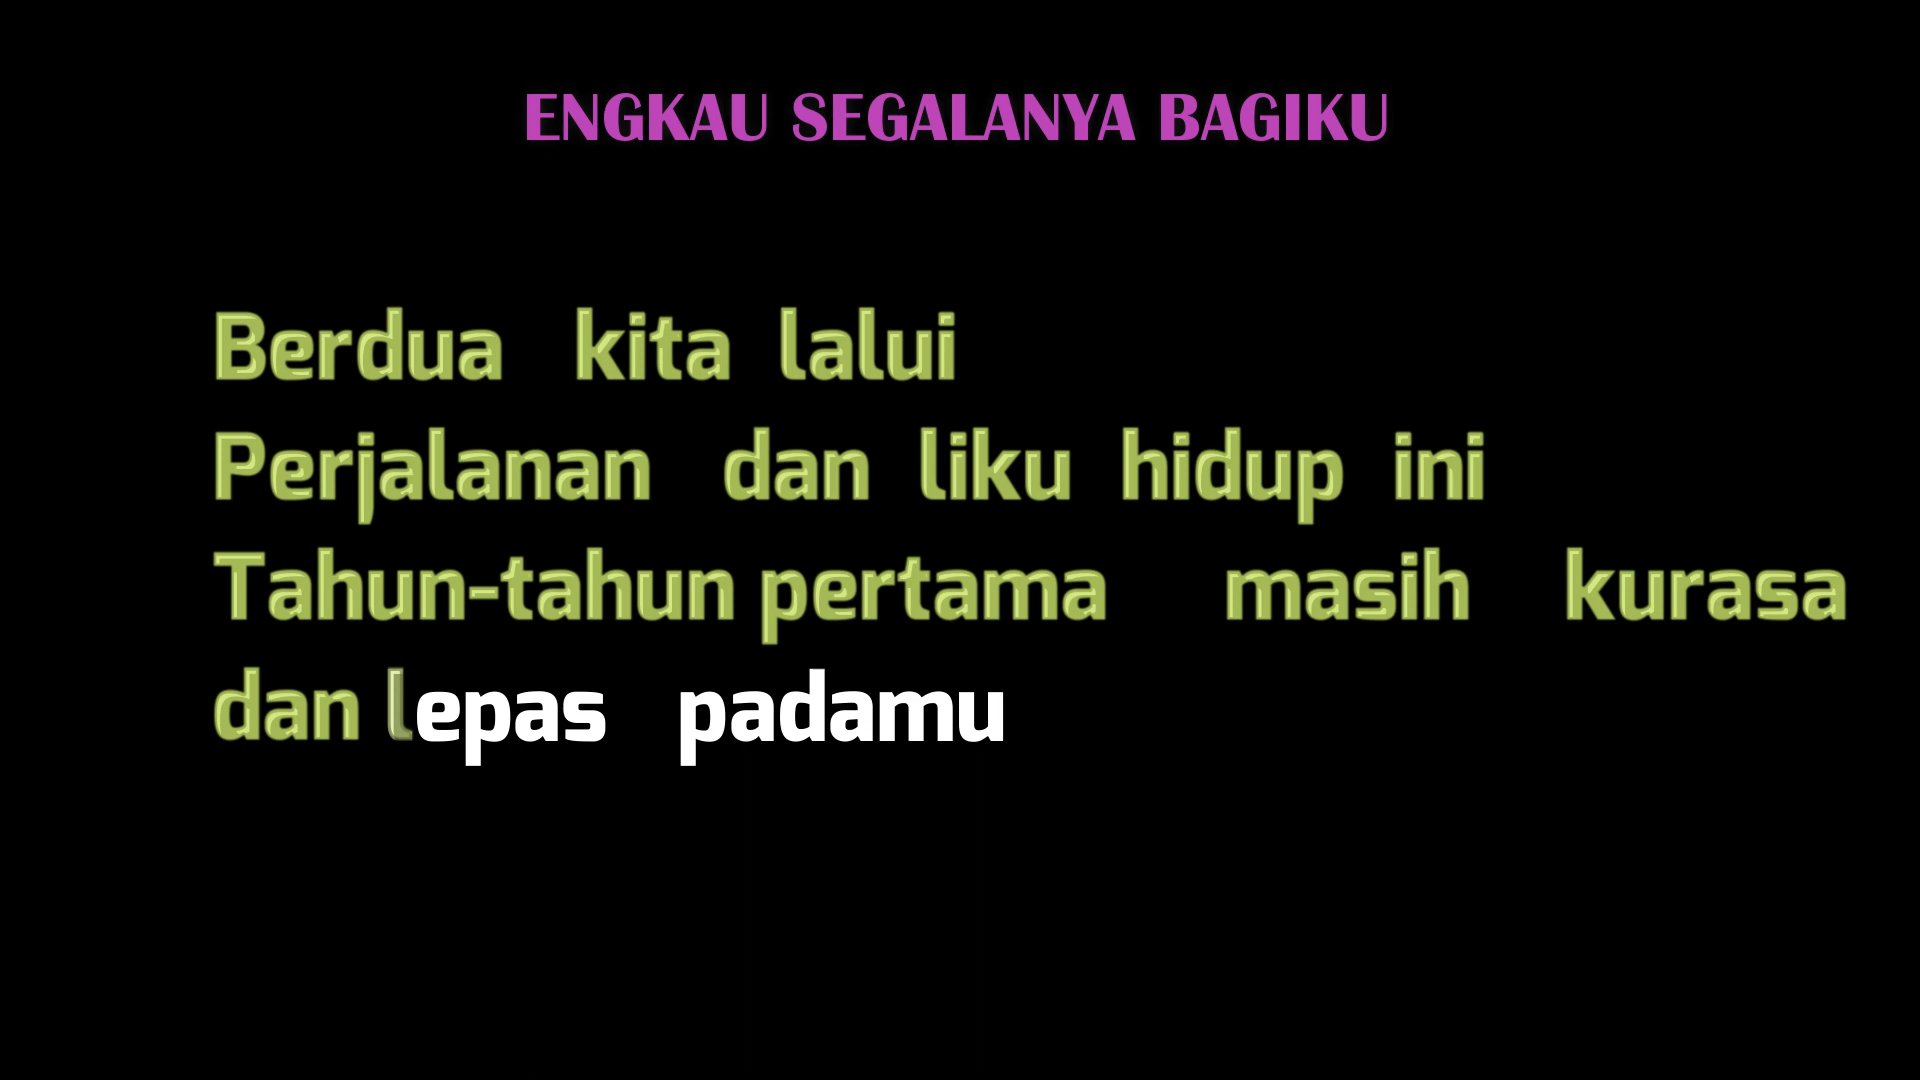 ENGKAU SEGALANYA BAGIKU
Berdua kita lalui
Perjalanan dan liku hidup ini
Tahun-tahun pertama masih kurasa
dan lepas padamu